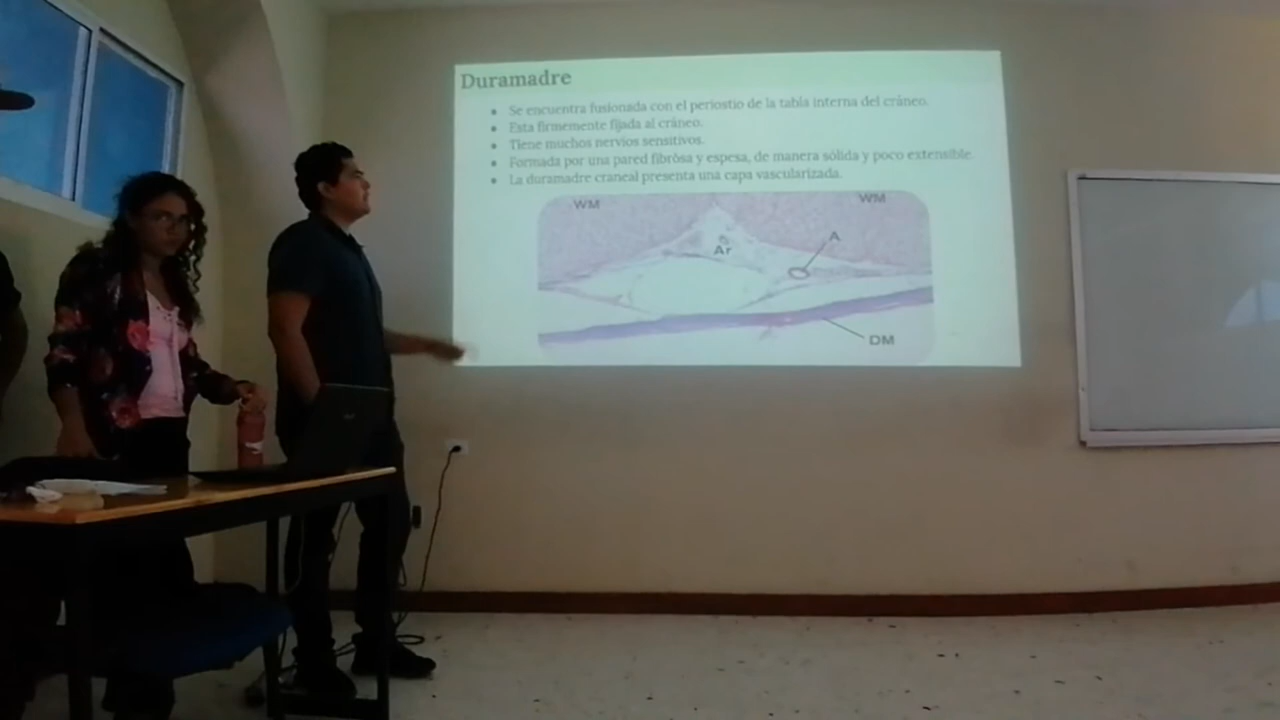 Duramadre
Se encuentra fusionada con el periostio de la tabla interna del cráneo.
Esta firmemente fijada al cráneo.
Tiene muchos nervios sensitivos.
Formada por una pared fibrosa y espesa, de manera sólida y poco extensible.
La duramadre craneal presenta una capa vascularizada.
WM WM
Ar A
DM